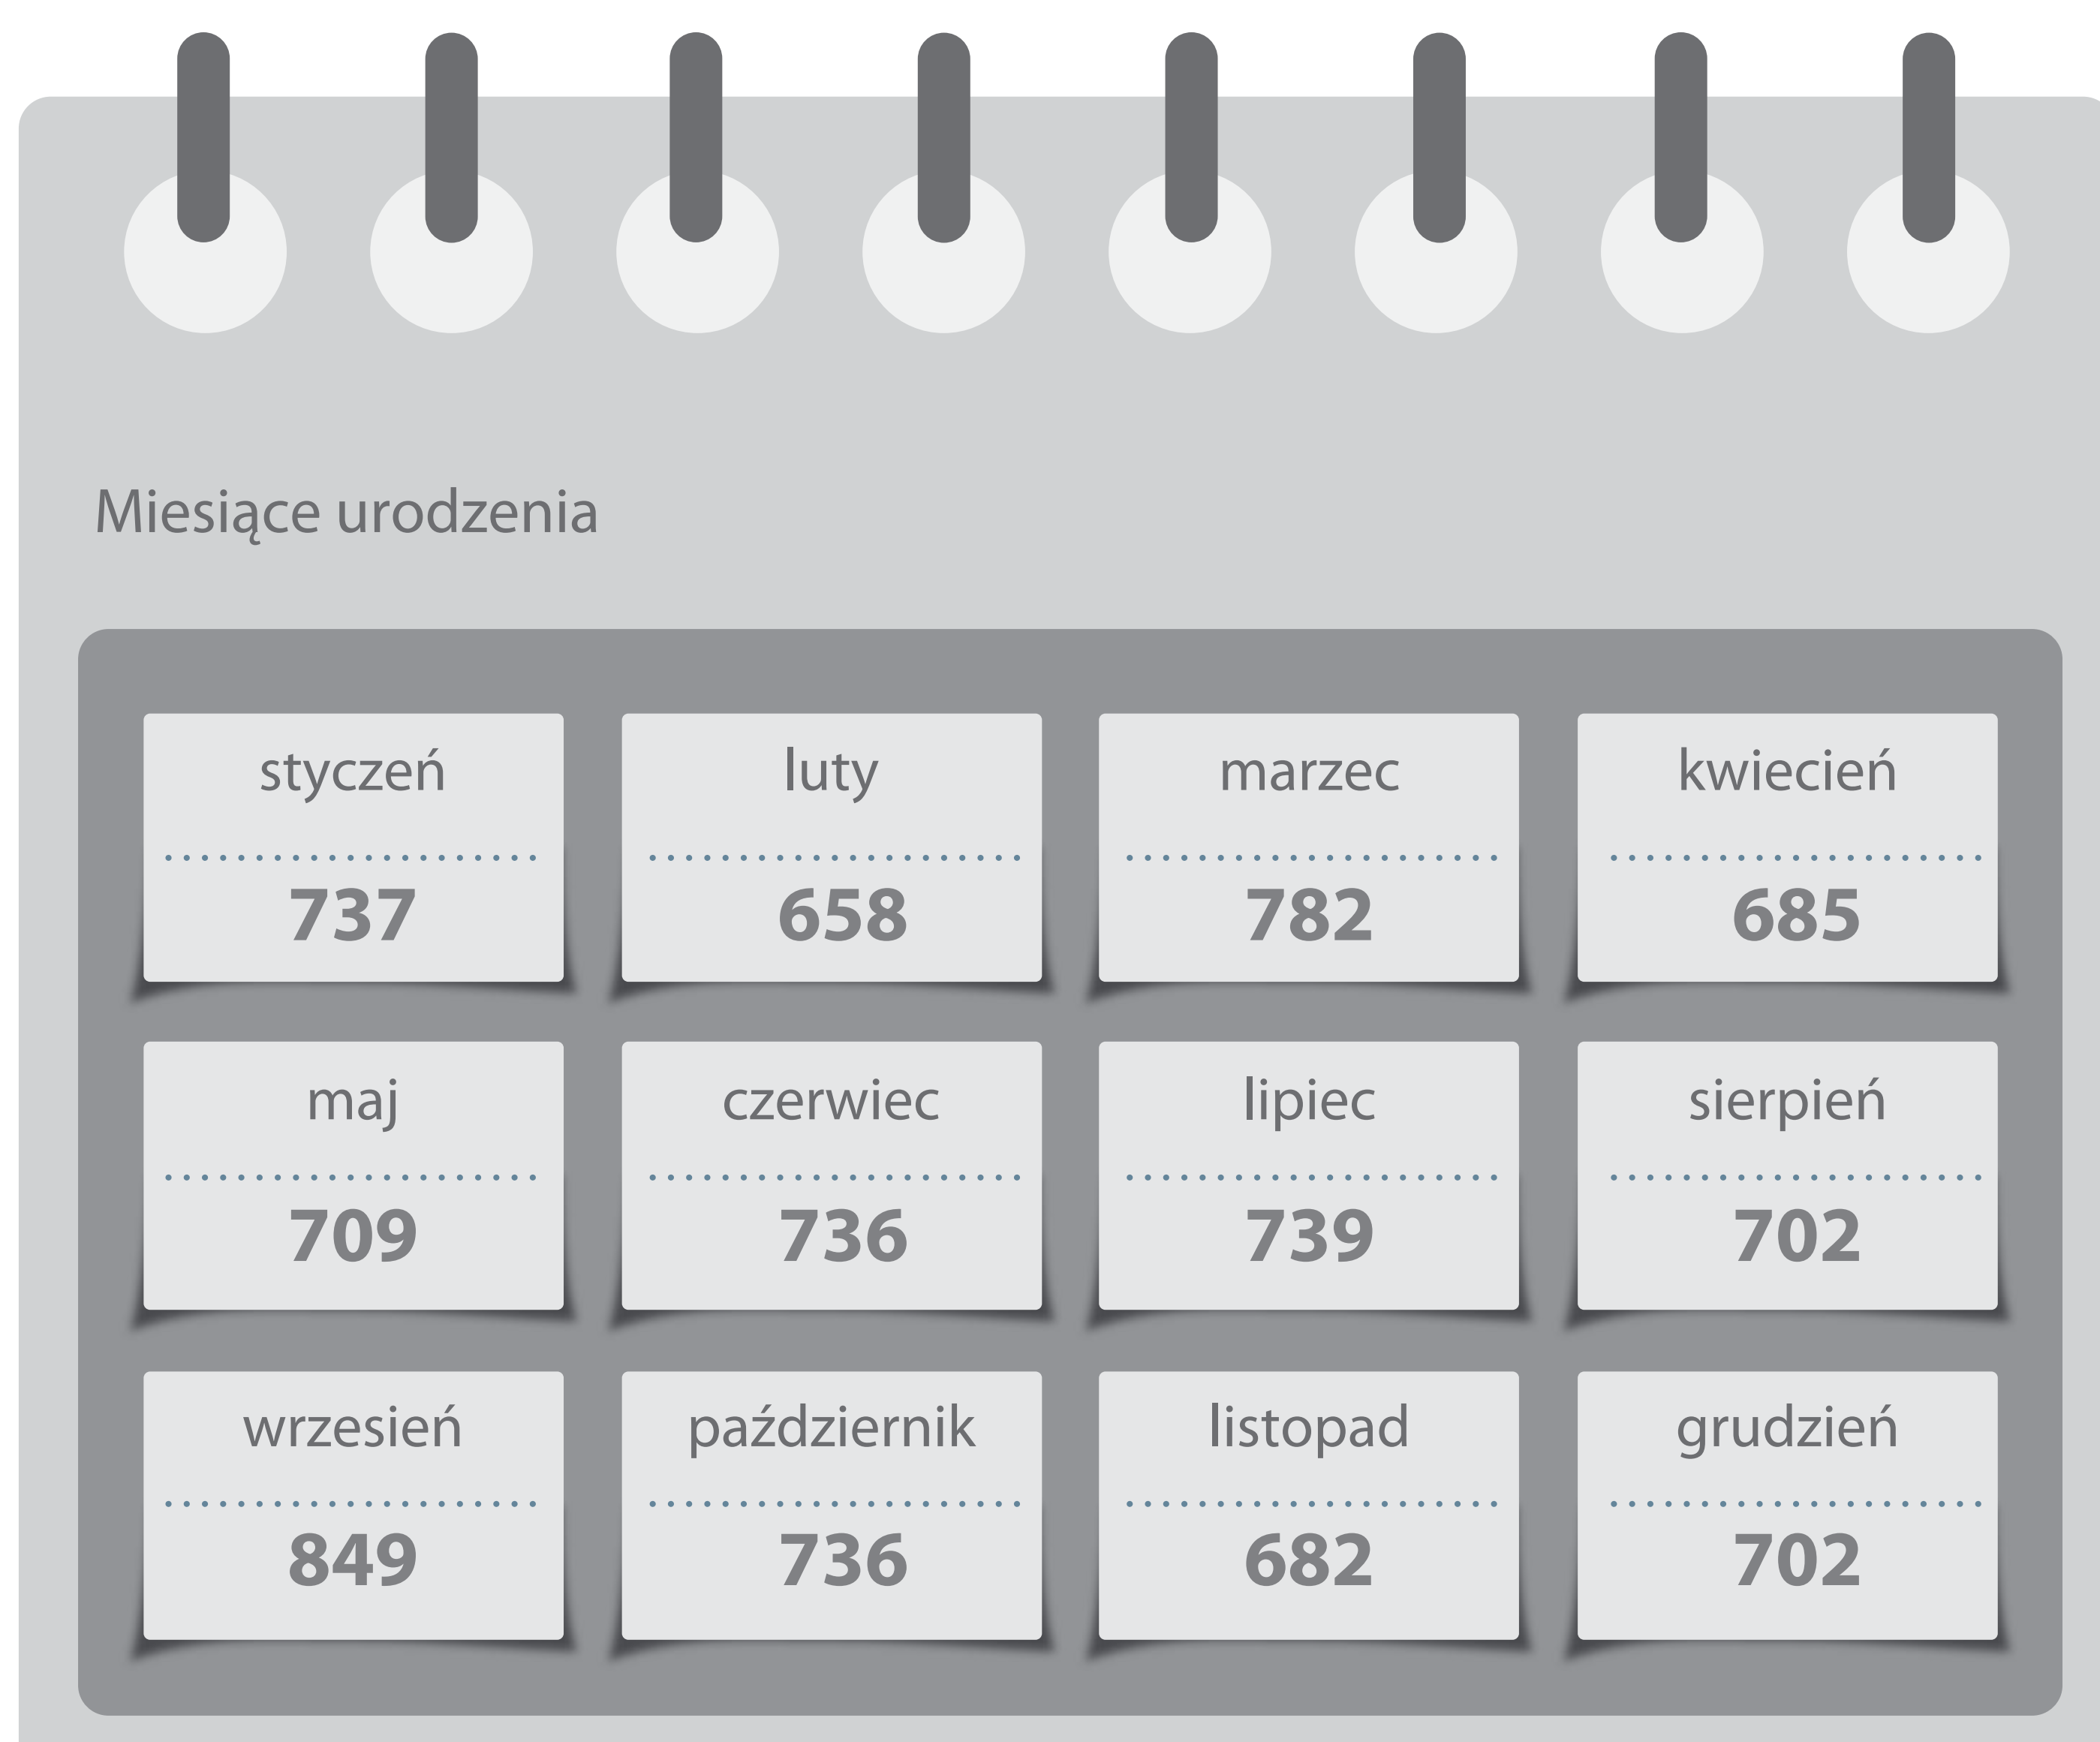 Miesiące urodzenia
styczeń luty marzec kwiecień
737 658 782 685
maj czerwiec lipiec sierpień
709 736 739 702
wrzesień październik listopad grudzień
849 736 682 702